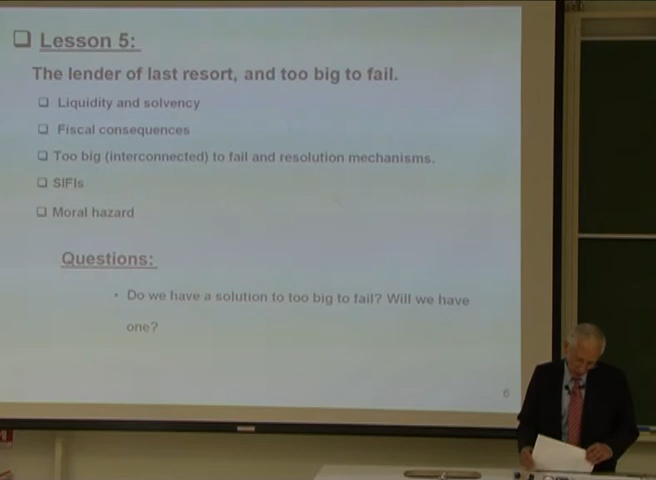 Lesson 5:
The lender of last resort, and too big to fail.
Liquidity and solvency
Fiscal consequences
Too big (interconnected) to fail and resolution mechanisms.
SIFIs
Moral hazard
Questions:
• Do we have a solution to too big to fail? Will we have
one?
6